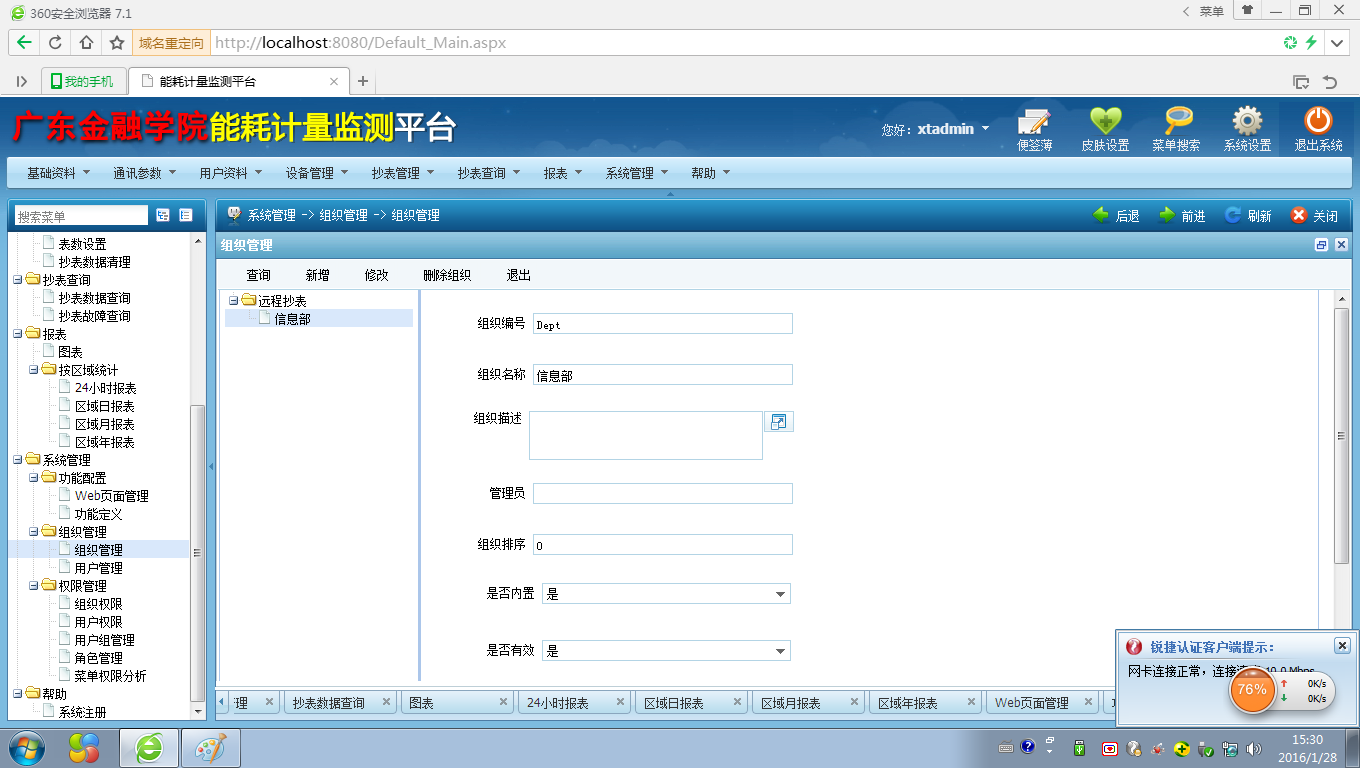 360安全浏览器 7.1
菜单
域名重定向 http://localhost:8080/Default_Main.aspx
我的手机 能耗计量监测平台
广东金融学院能耗计量监测平台
您好：xtadmin
便签薄 皮肤设置 菜单搜索 系统设置 退出系统
基础资料 通讯参数 用户资料 设备管理 抄表管理 抄表查询 报表 系统管理 帮助
搜索菜单
表数设置
抄表数据清理
抄表查询
抄表数据查询
抄表故障查询
报表
图表
按区域统计
24小时报表
区域日报表
区域月报表
区域年报表
系统管理
功能配置
Web页面管理
功能定义
组织管理
组织管理
用户管理
权限管理
组织权限
用户权限
用户组管理
角色管理
菜单权限分析
帮助
系统注册
系统管理 -> 组织管理 -> 组织管理
后退 前进 刷新 关闭
组织管理
查询 新增 修改 删除组织 退出
远程抄表
信息部
组织编号 Dept
组织名称 信息部
组织描述
管理员
组织排序 0
是否内置 是
是否有效 是
理 抄表数据查询 图表 24小时报表 区域日报表 区域月报表 区域年报表 Web页面管理
锐捷认证客户端提示：
网卡连接正常，连接
76%
0K/s
0K/s
15:30
2016/1/28